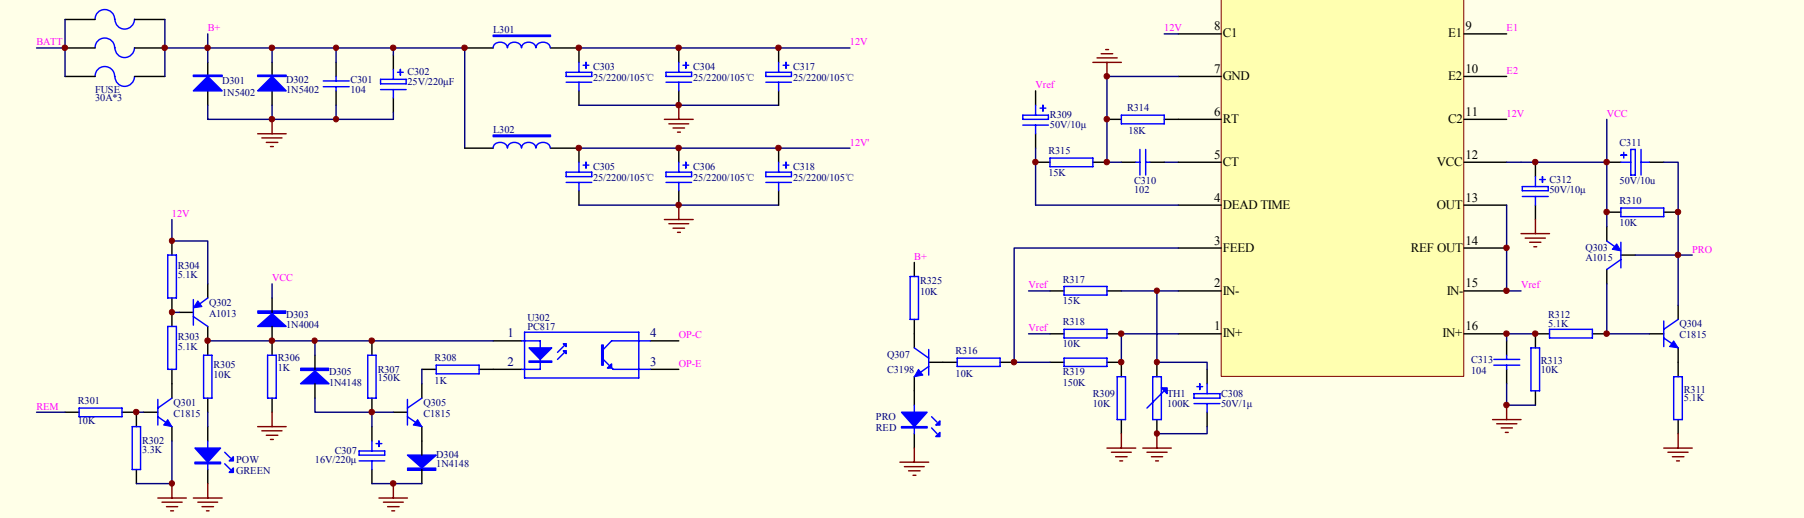 BATT
FUSE
30A*3
B+
D301
1N5402
D302
1N5402
C301
104
C302
25V/220μF
L301
C303
25/2200/105℃
C304
25/2200/105℃
C317
25/2200/105℃
12V
L302
C305
25/2200/105℃
C306
25/2200/105℃
C318
25/2200/105℃
12V'
12V
R304
5.1K
Q302
A1013
R303
5.1K
R305
10K
REM
R301
10K
R302
3.3K
Q301
C1815
POW
GREEN
VCC
D303
1N4004
R306
1K
D305
1N4148
R307
150K
R308
1K
Q305
C1815
C307
16V/220μ
D304
1N4148
U302
PC817
1
2
4
3
OP-C
OP-E
B+
R325
10K
Q307
C3198
R316
10K
PRO
RED
Vref
R309
50V/10μ
R315
15K
R314
18K
C310
102
12V
Vref
R317
15K
Vref
R318
10K
R319
150K
R309
10K
TH1
100K
C308
50V/1μ
8
C1
7
GND
6
RT
5
CT
4
DEAD TIME
3
FEED
2
IN-
1
IN+
E1
9
E1
E2
10
E2
C2
11
12V
VCC
12
OUT
13
REF OUT
14
IN-
15
Vref
IN+
16
VCC
C311
50V/10u
C312
50V/10μ
R310
10K
Q303
A1015
PRO
R312
5.1K
Q304
C1815
C313
104
R313
10K
R311
5.1K